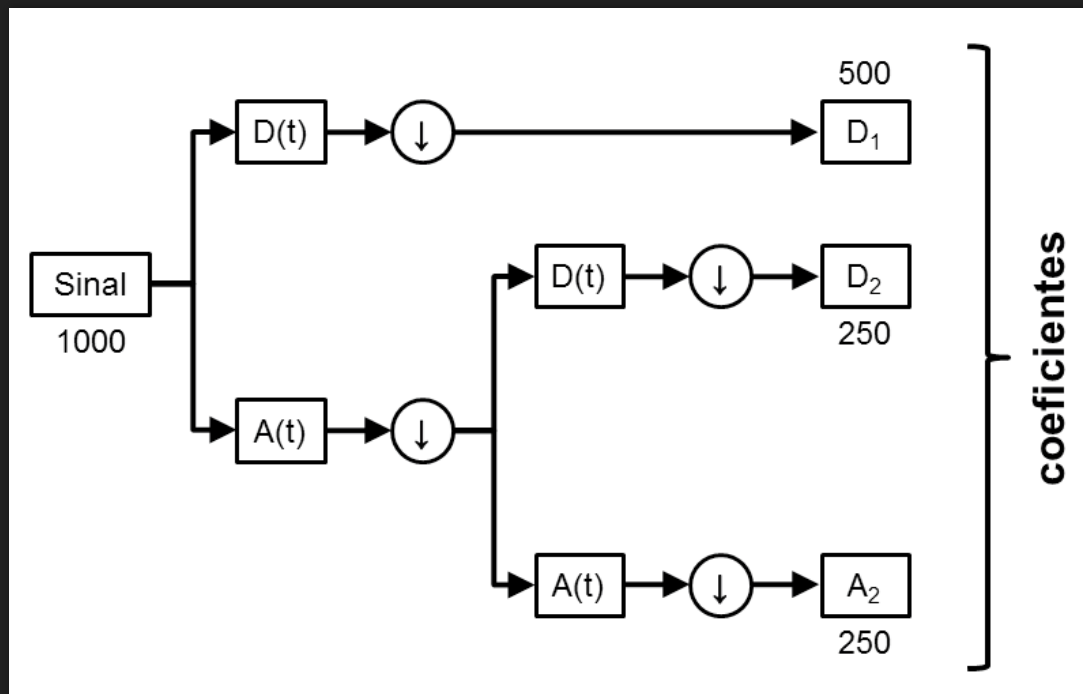 500
D(t)
↓
D₁
Sinal
1000
D(t)
↓
D₂
250
A(t)
↓
A(t)
↓
A₂
250
coeficientes